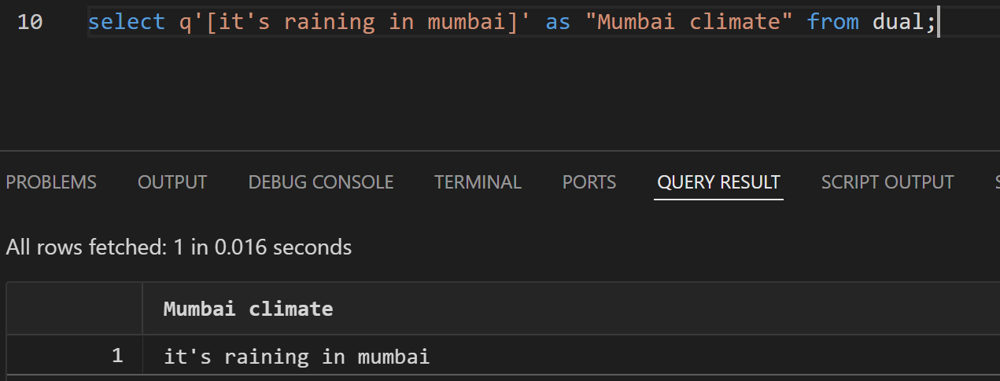 10 select q'[it's raining in mumbai]' as "Mumbai climate" from dual;
PROBLEMS OUTPUT DEBUG CONSOLE TERMINAL PORTS QUERY RESULT SCRIPT OUTPUT
All rows fetched: 1 in 0.016 seconds
Mumbai climate
1 it's raining in mumbai